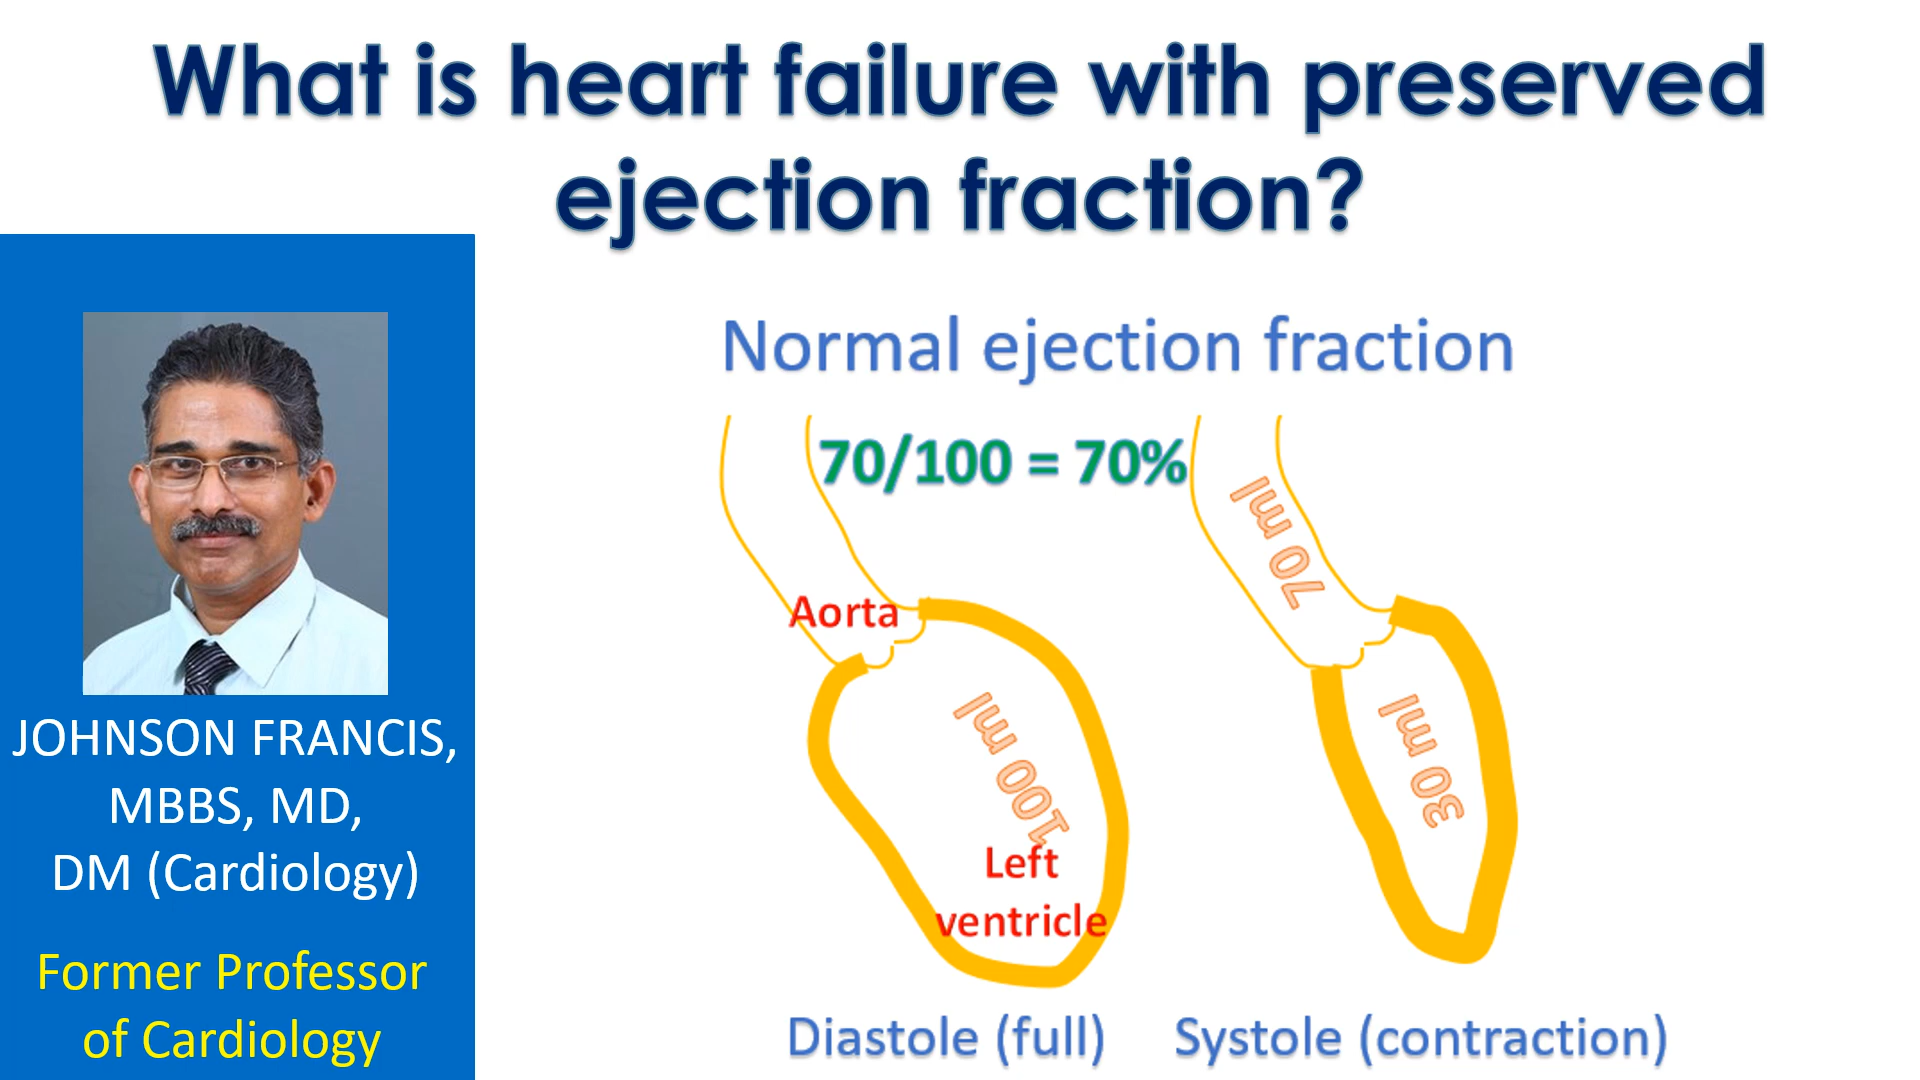 What is heart failure with preserved
ejection fraction?
JOHNSON FRANCIS,
MBBS, MD,
DM (Cardiology)
Former Professor
of Cardiology
Normal ejection fraction
70/100 = 70%
70 ml
Aorta
100 ml
30 ml
Left
ventricle
Diastole (full)
Systole (contraction)